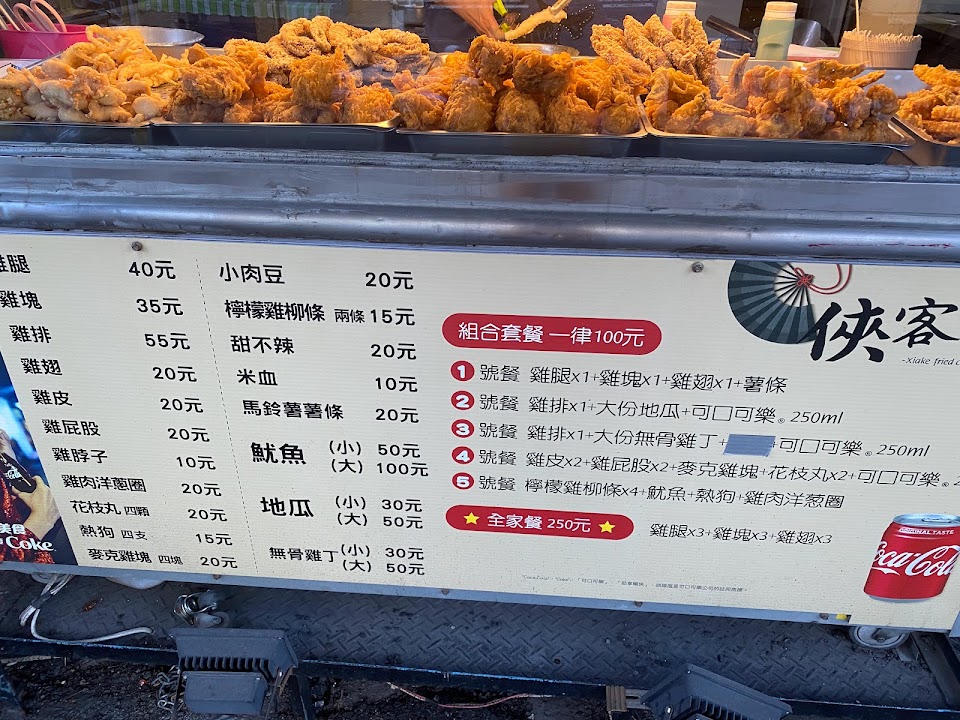 雞腿 40元
雞塊 35元
雞排 55元
雞翅 20元
雞皮 20元
雞屁股 20元
雞脖子 10元
雞肉洋蔥圈 20元
花枝丸 四顆 20元
熱狗 四支 15元
麥克雞塊 四塊 20元
美食
Coke
小肉豆 20元
檸檬雞柳條 兩條 15元
甜不辣 20元
米血 10元
馬鈴薯薯條 20元
魷魚 (小) 50元
(大) 100元
地瓜 (小) 30元
(大) 50元
無骨雞丁 (小) 30元
(大) 50元
俠客
-Xiake fried
組合套餐 一律100元
1 號餐 雞腿x1+雞塊x1+雞翅x1+薯條
2 號餐 雞排x1+大份地瓜+可口可樂® 250ml
3 號餐 雞排x1+大份無骨雞丁+ +可口可樂® 250ml
4 號餐 雞皮x2+雞屁股x2+麥克雞塊+花枝丸x2+可口可樂®
5 號餐 檸檬雞柳條x4+魷魚+熱狗+雞肉洋蔥圈
全家餐 250元 雞腿x3+雞塊x3+雞翅x3
ORIGINAL TASTE
Coca-Cola